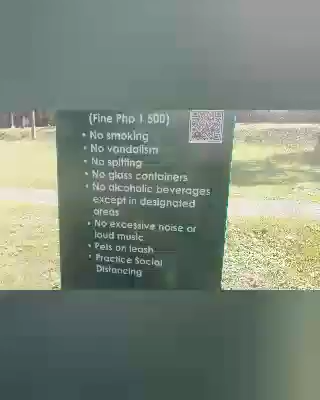 (Fine Php 1 500)
• No smoking
• No vandalism
• No spitting
• No glass containers
• No alcoholic beverages
except in designated
areas
• No excessive noise or
loud music
• Pets on leash
• Practice Social
Distancing